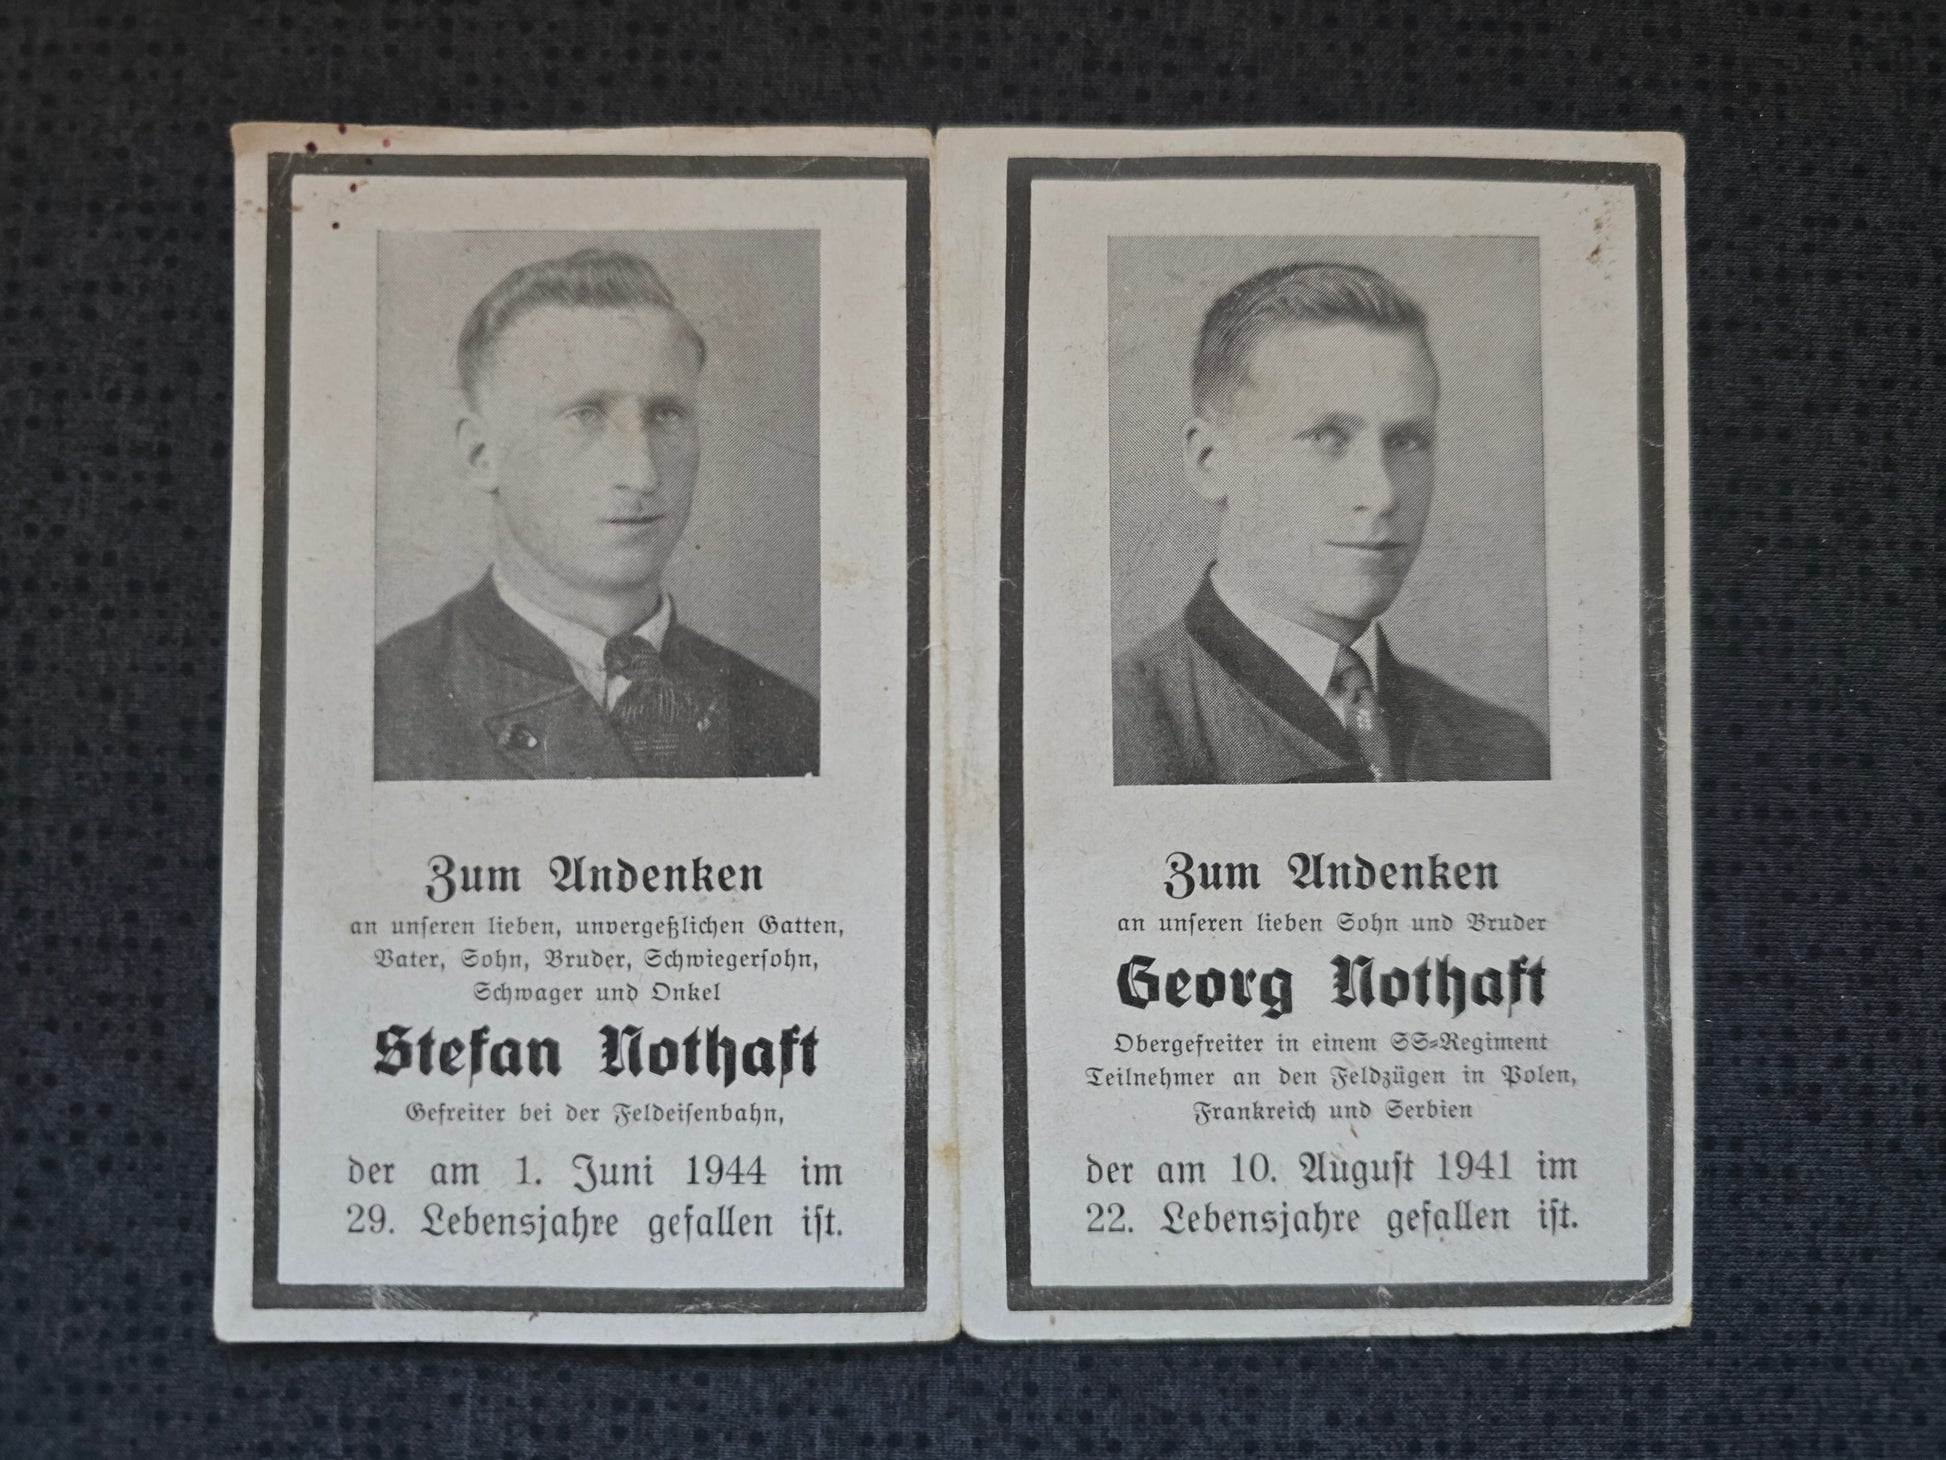 Zum Andenken
an unseren lieben, unvergeßlichen Gatten,
Vater, Sohn, Bruder, Schwiegersohn,
Schwager und Onkel
Stefan Nothaft
Gefreiter bei der Feldeisenbahn,
der am 1. Juni 1944 im
29. Lebensjahre gefallen ist.
Zum Andenken
an unseren lieben Sohn und Bruder
Georg Nothaft
Obergefreiter in einem SS-Regiment
Teilnehmer an den Feldzügen in Polen,
Frankreich und Serbien
der am 10. August 1941 im
22. Lebensjahre gefallen ist.